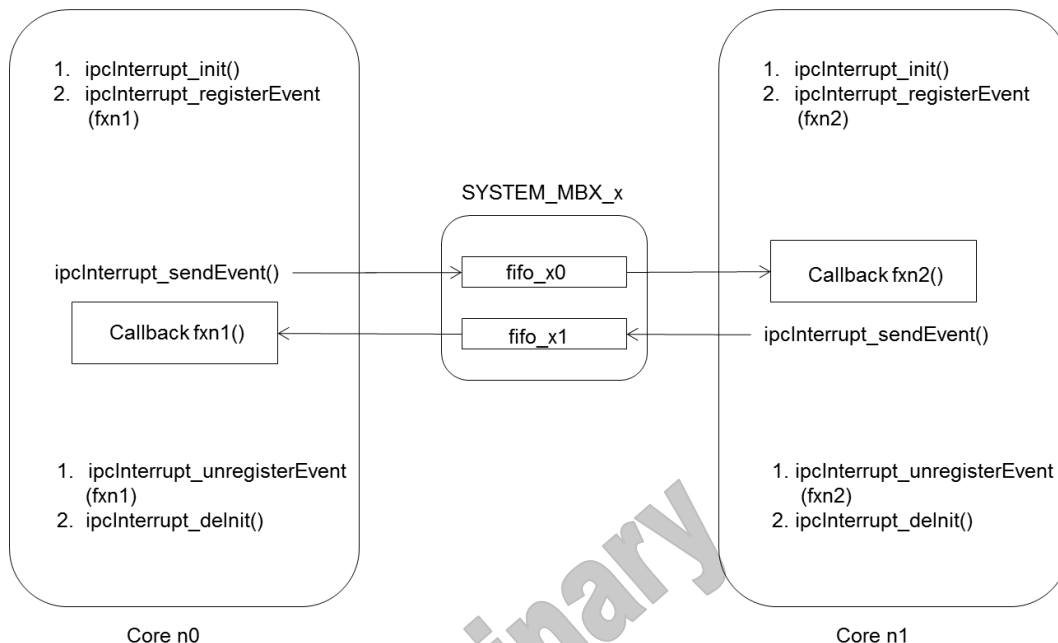 1. ipcInterrupt_init()
2. ipcInterrupt_registerEvent
(fxn1)
ipcInterrupt_sendEvent()
Callback fxn1()
1. ipcInterrupt_unregisterEvent
(fxn1)
2. ipcInterrupt_deInit()
Core n0
SYSTEM_MBX_x
fifo_x0
fifo_x1
1. ipcInterrupt_init()
2. ipcInterrupt_registerEvent
(fxn2)
Callback fxn2()
ipcInterrupt_sendEvent()
1. ipcInterrupt_unregisterEvent
(fxn2)
2. ipcInterrupt_deInit()
Core n1